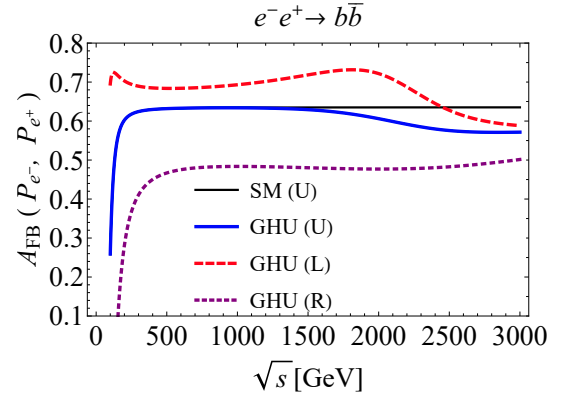 e⁻ e⁺ → b b̅
A_FB ( P_e⁻, P_e⁺ )
0.8
0.7
0.6
0.5
0.4
0.3
0.2
0.1
SM (U)
GHU (U)
GHU (L)
GHU (R)
0 500 1000 1500 2000 2500 3000
√s [GeV]